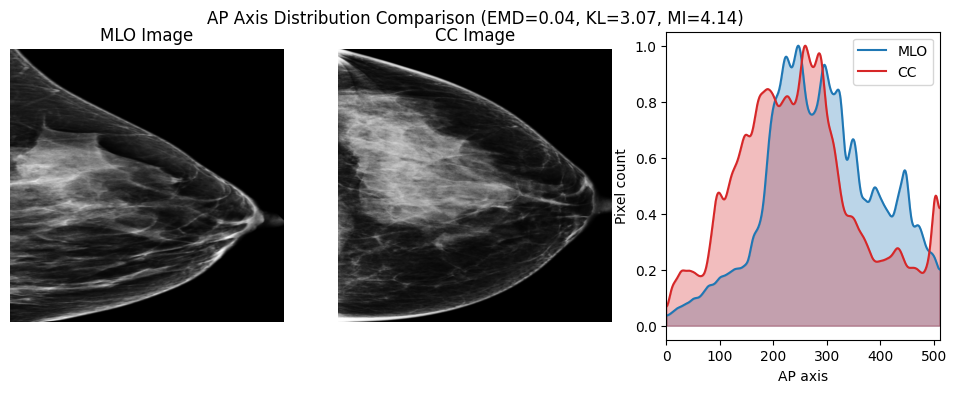 AP Axis Distribution Comparison (EMD=0.04, KL=3.07, MI=4.14)
MLO Image
CC Image
MLO
CC
Pixel count
1.0
0.8
0.6
0.4
0.2
0.0
0 100 200 300 400 500
AP axis